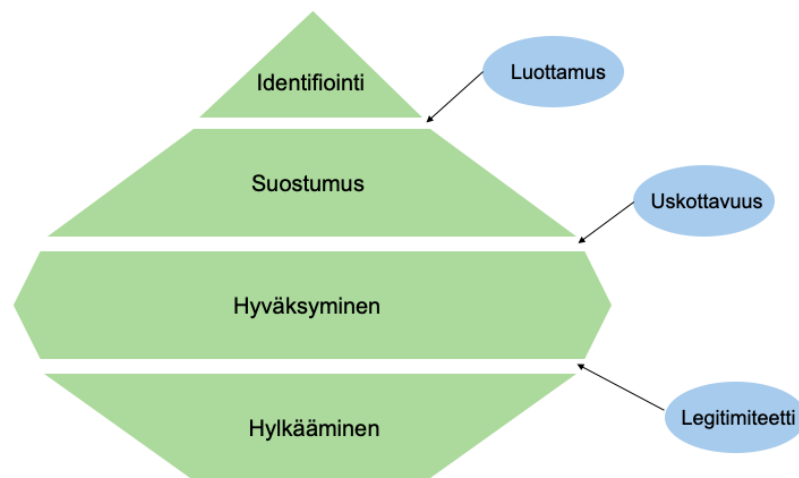 Identifiointi
Luottamus
Suostumus
Uskottavuus
Hyväksyminen
Legitimiteetti
Hylkääminen